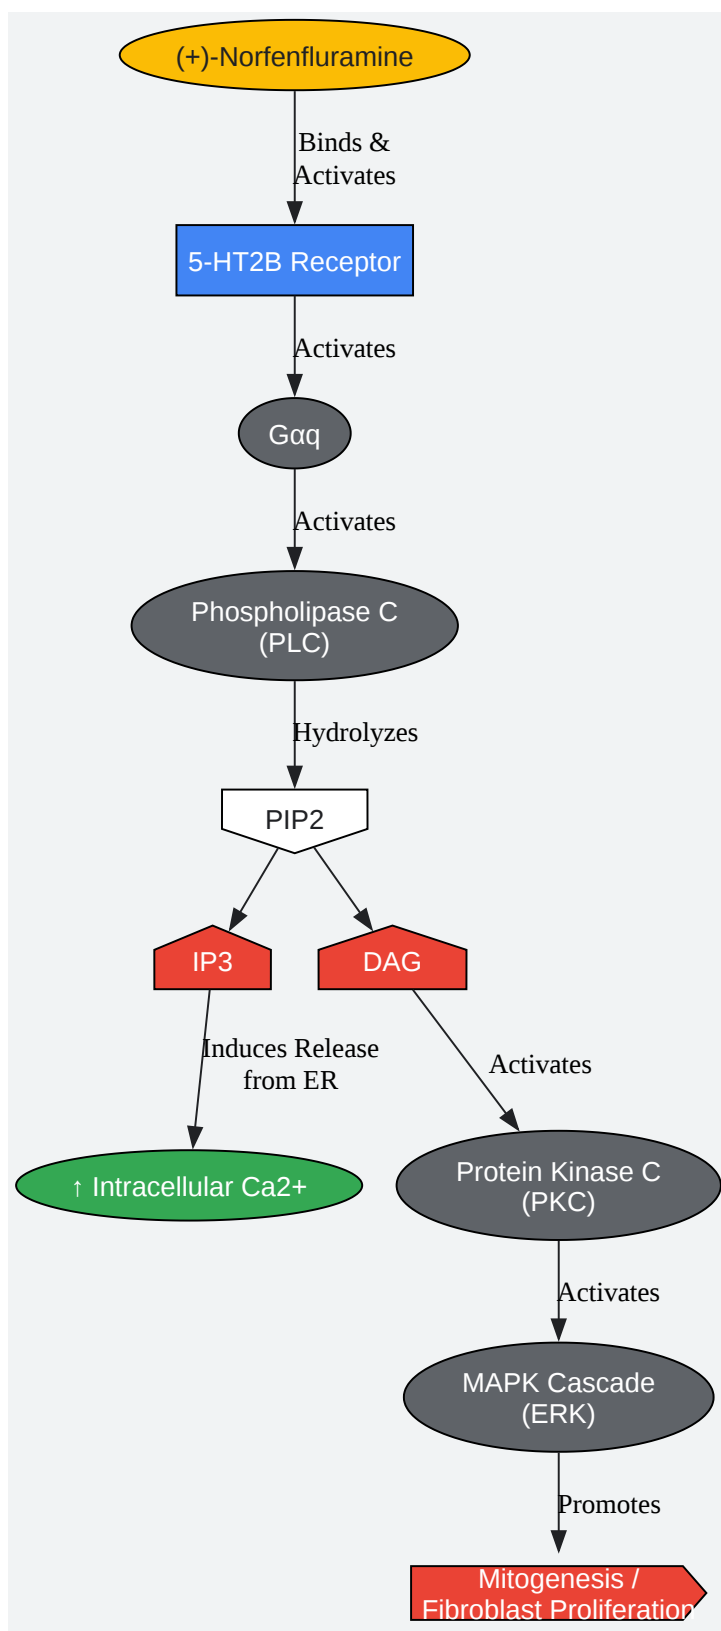 (+)-Norfenfluramine
Binds &
Activates
5-HT2B Receptor
Activates
Gαq
Activates
Phospholipase C
(PLC)
Hydrolyzes
PIP2
IP3
DAG
Induces Release
from ER
Activates
↑ Intracellular Ca2+
Protein Kinase C
(PKC)
Activates
MAPK Cascade
(ERK)
Promotes
Mitogenesis /
Fibroblast Proliferation